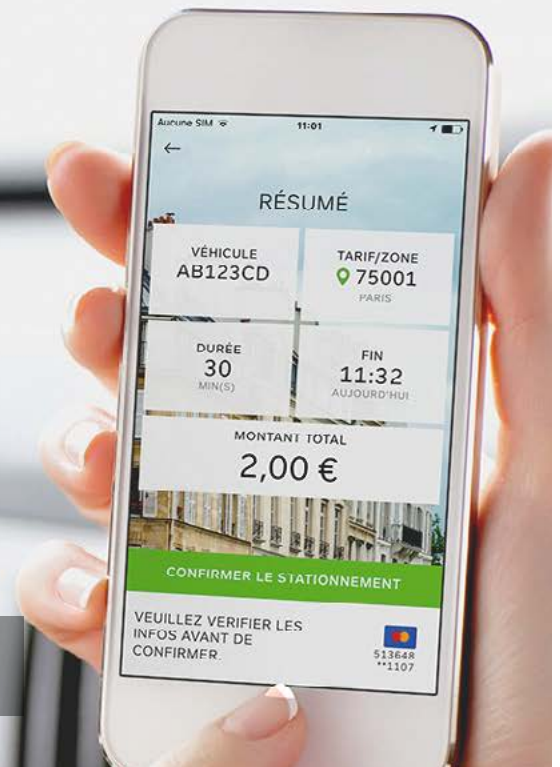 Aucune SIM
11:01
←
RÉSUMÉ
VÉHICULE
AB123CD
TARIF/ZONE
75001
PARIS
DURÉE
30
MIN(S)
FIN
11:32
AUJOURD'HUI
MONTANT TOTAL
2,00 €
CONFIRMER LE STATIONNEMENT
VEUILLEZ VERIFIER LES
INFOS AVANT DE
CONFIRMER.
513648
**1107